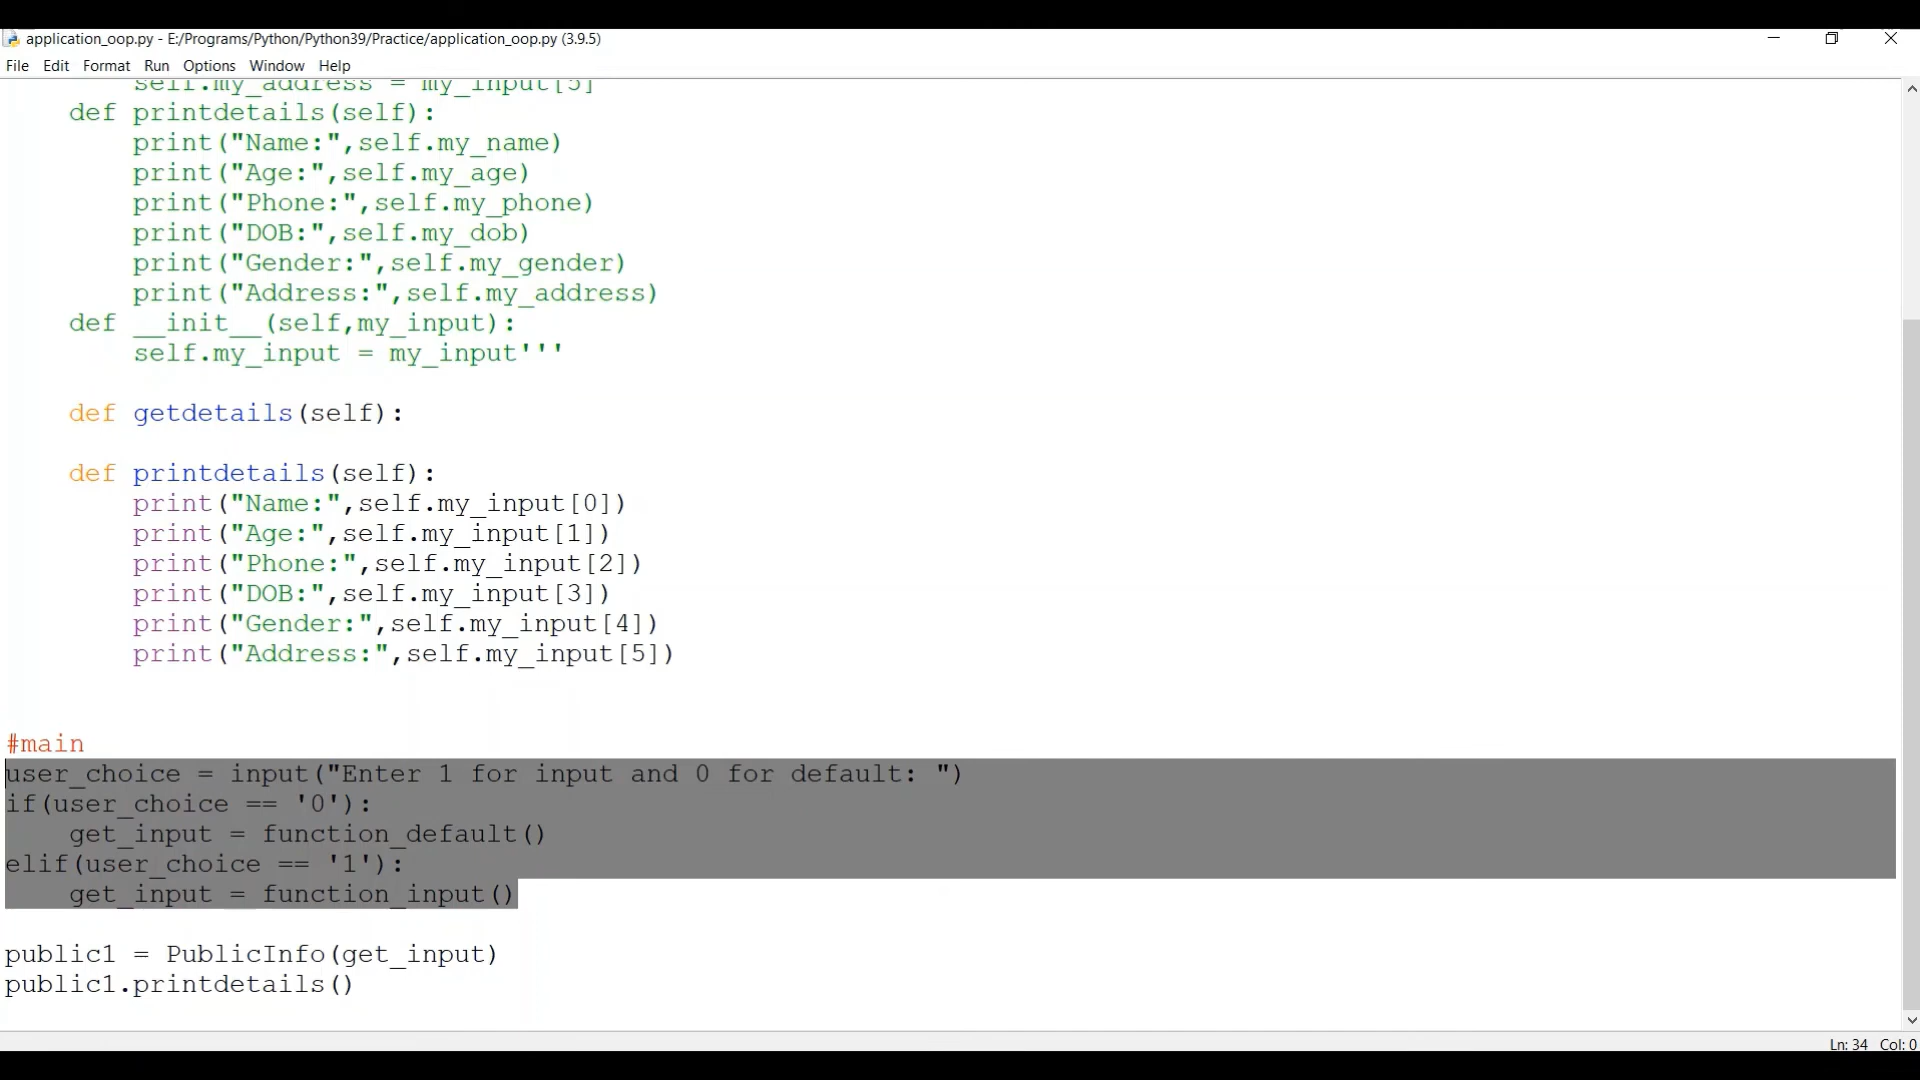 application_oop.py - E:/Programs/Python/Python39/Practice/application_oop.py (3.9.5)
File Edit Format Run Options Window Help
        self.my_address = my_input[5]
    def printdetails(self):
        print("Name:",self.my_name)
        print("Age:",self.my_age)
        print("Phone:",self.my_phone)
        print("DOB:",self.my_dob)
        print("Gender:",self.my_gender)
        print("Address:",self.my_address)
    def __init__(self,my_input):
        self.my_input = my_input'''
    def getdetails(self):
    def printdetails(self):
        print("Name:",self.my_input[0])
        print("Age:",self.my_input[1])
        print("Phone:",self.my_input[2])
        print("DOB:",self.my_input[3])
        print("Gender:",self.my_input[4])
        print("Address:",self.my_input[5])
#main
user_choice = input("Enter 1 for input and 0 for default: ")
if(user_choice == '0'):
    get_input = function_default()
elif(user_choice == '1'):
    get_input = function_input()
public1 = PublicInfo(get_input)
public1.printdetails()
Ln: 34 Col: 0